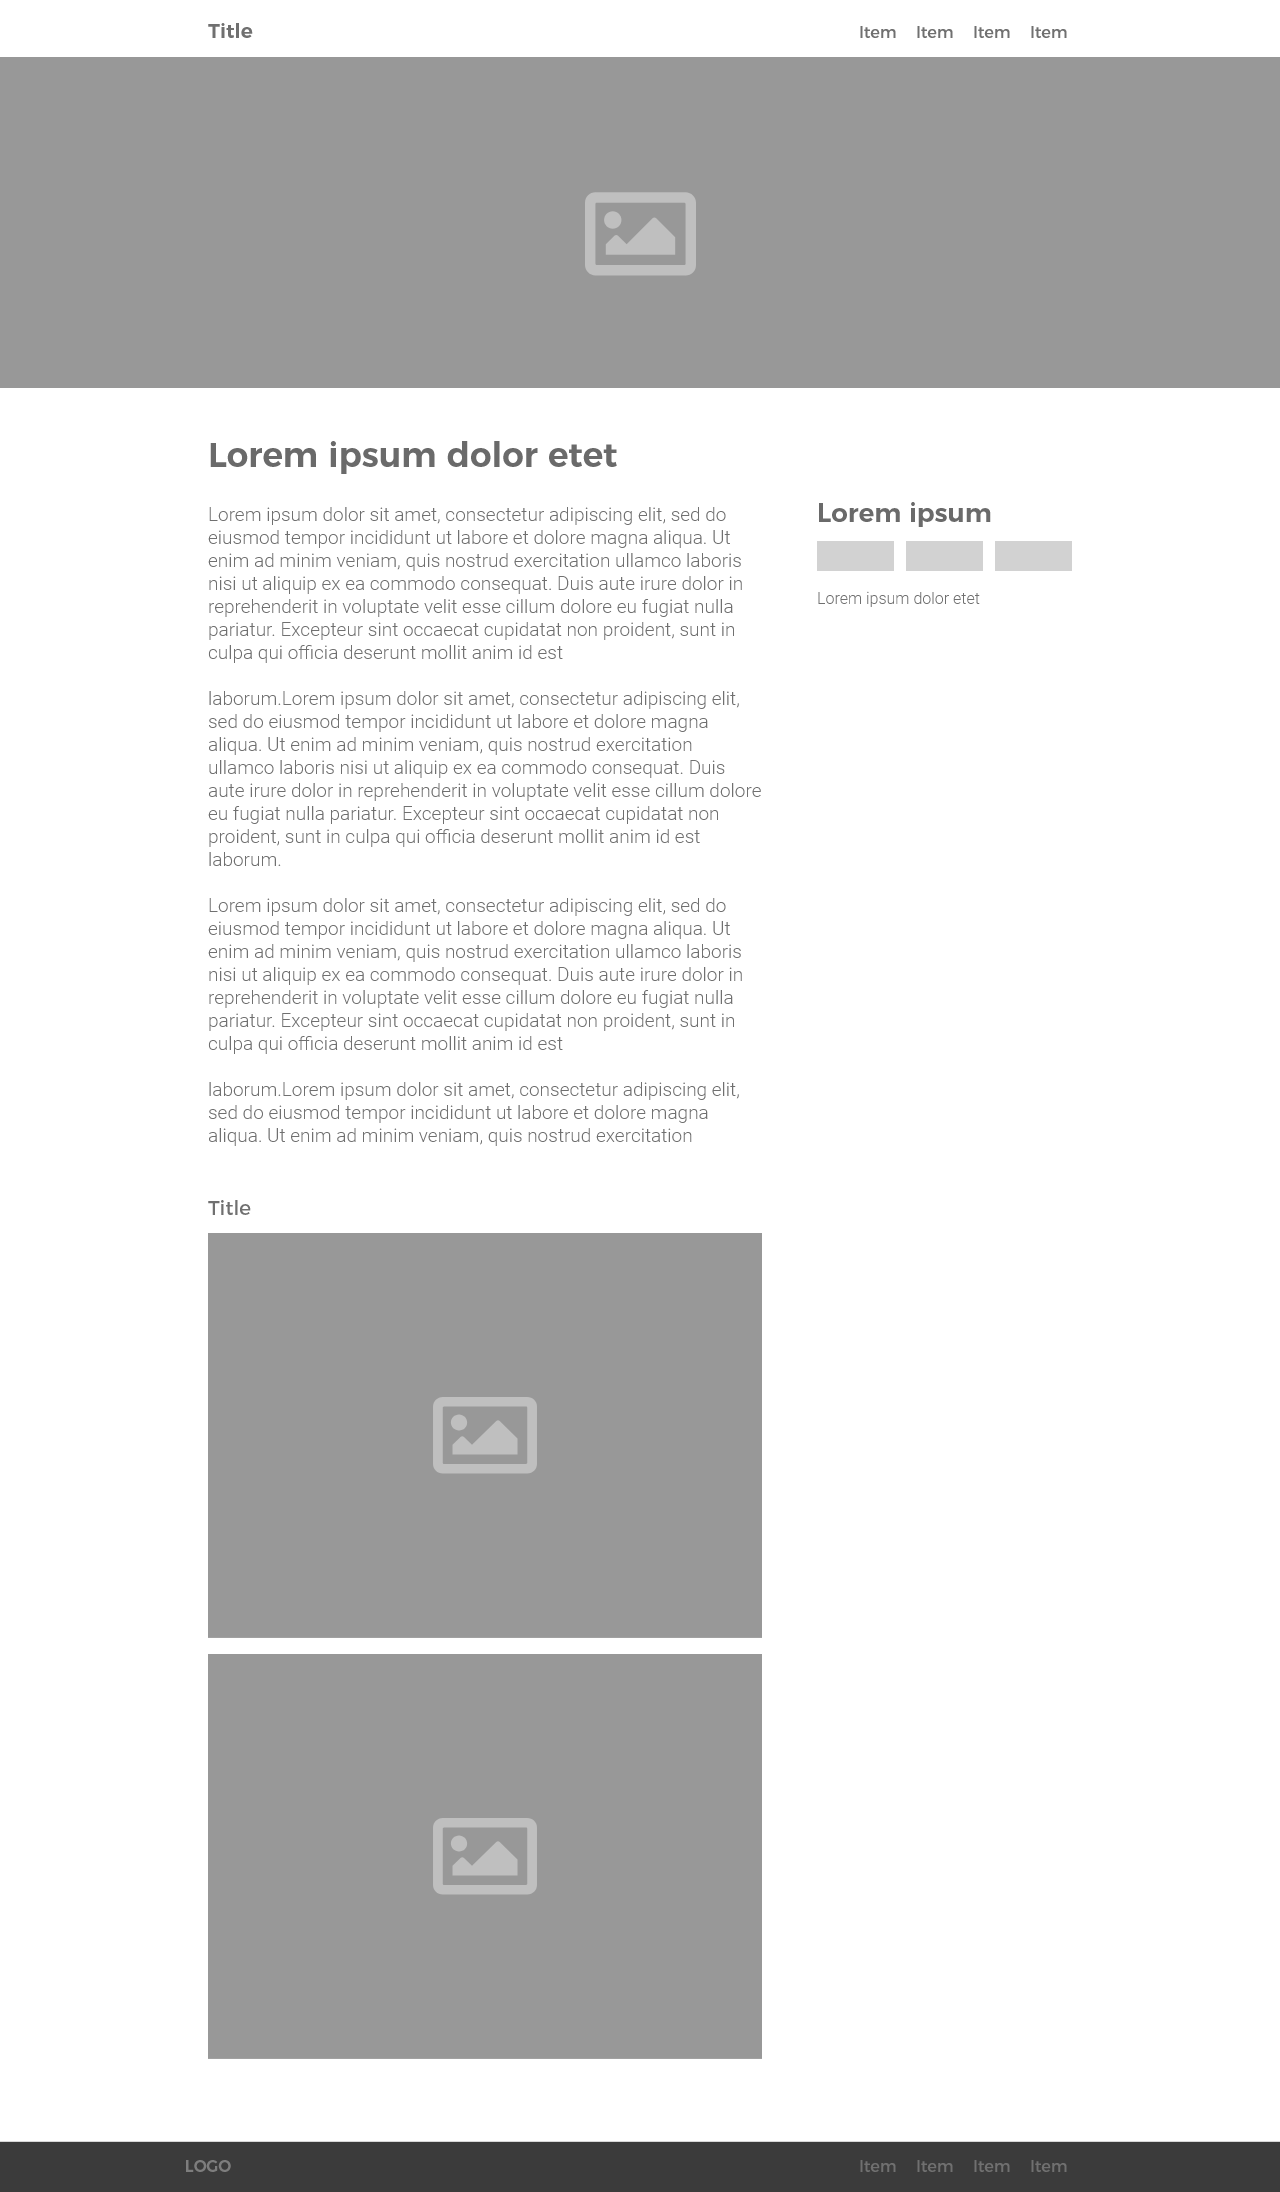 Title
Item Item Item Item
Lorem ipsum dolor etet
Lorem ipsum dolor sit amet, consectetur adipiscing elit, sed do
eiusmod tempor incididunt ut labore et dolore magna aliqua. Ut
enim ad minim veniam, quis nostrud exercitation ullamco laboris
nisi ut aliquip ex ea commodo consequat. Duis aute irure dolor in
reprehenderit in voluptate velit esse cillum dolore eu fugiat nulla
pariatur. Excepteur sint occaecat cupidatat non proident, sunt in
culpa qui officia deserunt mollit anim id est
laborum.Lorem ipsum dolor sit amet, consectetur adipiscing elit,
sed do eiusmod tempor incididunt ut labore et dolore magna
aliqua. Ut enim ad minim veniam, quis nostrud exercitation
ullamco laboris nisi ut aliquip ex ea commodo consequat. Duis
aute irure dolor in reprehenderit in voluptate velit esse cillum dolore
eu fugiat nulla pariatur. Excepteur sint occaecat cupidatat non
proident, sunt in culpa qui officia deserunt mollit anim id est
laborum.
Lorem ipsum dolor sit amet, consectetur adipiscing elit, sed do
eiusmod tempor incididunt ut labore et dolore magna aliqua. Ut
enim ad minim veniam, quis nostrud exercitation ullamco laboris
nisi ut aliquip ex ea commodo consequat. Duis aute irure dolor in
reprehenderit in voluptate velit esse cillum dolore eu fugiat nulla
pariatur. Excepteur sint occaecat cupidatat non proident, sunt in
culpa qui officia deserunt mollit anim id est
laborum.Lorem ipsum dolor sit amet, consectetur adipiscing elit,
sed do eiusmod tempor incididunt ut labore et dolore magna
aliqua. Ut enim ad minim veniam, quis nostrud exercitation
Lorem ipsum
Lorem ipsum dolor etet
Title
LOGO
Item Item Item Item